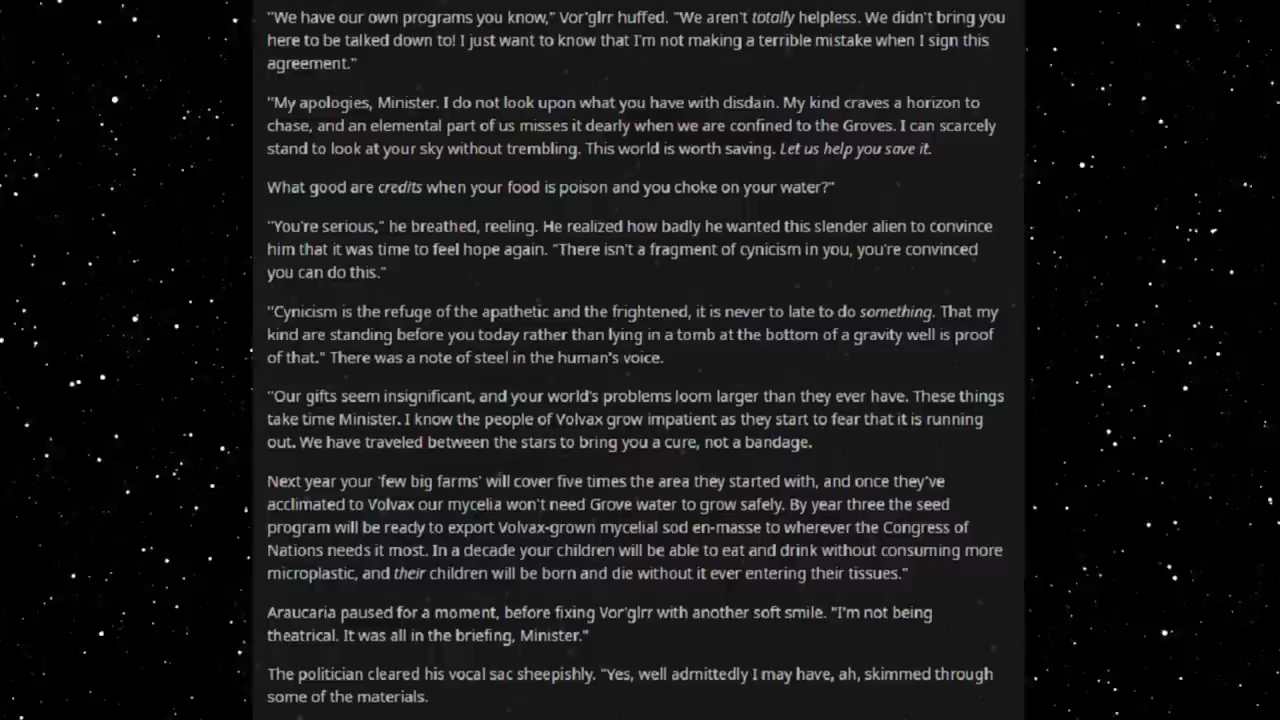 "We have our own programs you know," Vor'glrr huffed. "We aren't totally helpless. We didn't bring you
here to be talked down to! I just want to know that I'm not making a terrible mistake when I sign this
agreement."
"My apologies, Minister. I do not look upon what you have with disdain. My kind craves a horizon to
chase, and an elemental part of us misses it dearly when we are confined to the Groves. I can scarcely
stand to look at your sky without trembling. This world is worth saving. Let us help you save it.
What good are credits when your food is poison and you choke on your water?"
"You're serious," he breathed, reeling. He realized how badly he wanted this slender alien to convince
him that it was time to feel hope again. "There isn't a fragment of cynicism in you, you're convinced
you can do this."
"Cynicism is the refuge of the apathetic and the frightened, it is never to late to do something. That my
kind are standing before you today rather than lying in a tomb at the bottom of a gravity well is proof
of that." There was a note of steel in the human's voice.
"Our gifts seem insignificant, and your world's problems loom larger than they ever have. These things
take time Minister. I know the people of Volvax grow impatient as they start to fear that it is running
out. We have traveled between the stars to bring you a cure, not a bandage.
Next year your 'few big farms' will cover five times the area they started with, and once they've
acclimated to Volvax our mycelia won't need Grove water to grow safely. By year three the seed
program will be ready to export Volvax-grown mycelial sod en-masse to wherever the Congress of
Nations needs it most. In a decade your children will be able to eat and drink without consuming more
microplastic, and their children will be born and die without it ever entering their tissues."
Araucaria paused for a moment, before fixing Vor'glrr with another soft smile. "I'm not being
theatrical. It was all in the briefing, Minister."
The politician cleared his vocal sac sheepishly. "Yes, well admittedly I may have, ah, skimmed through
some of the materials.